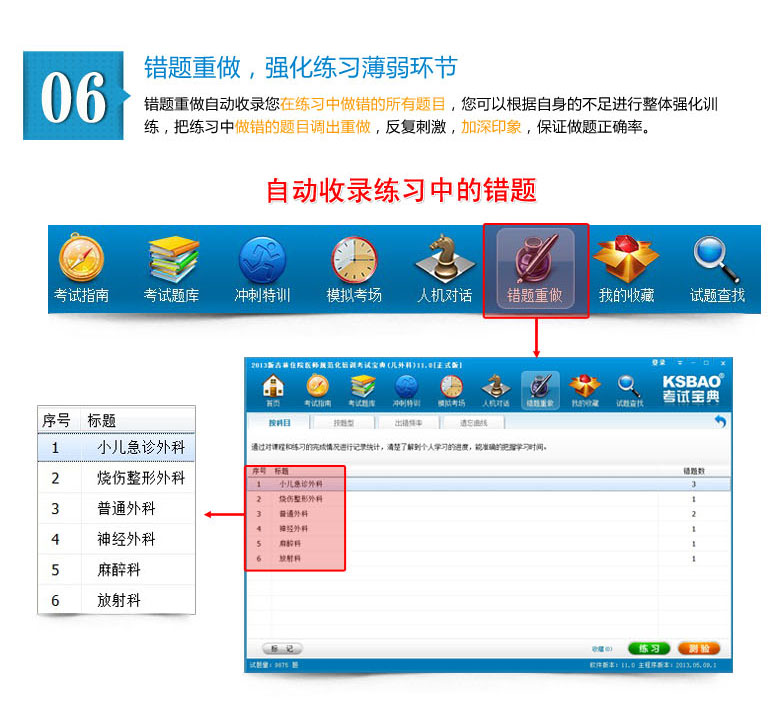 06
错题重做，强化练习薄弱环节
错题重做自动收录您在练习中做错的所有题目，您可以根据自身的不足进行整体强化训
练，把练习中做错的题目调出重做，反复刺激，加深印象，保证做题正确率。
自动收录练习中的错题
考试指南 考试题库 冲刺特训 模拟考场 人机对话 错题重做 我的收藏 试题查找
2013版吉林住院医师规范化培训考试宝典(儿外科)11.0[正式版] 登录
首页 考试指南 考试题库 冲刺特训 模拟考场 人机对话 错题重做 我的收藏 试题查找
KSBAO®
考试宝典
按科目 按题型 出错频率 遗忘曲线
通过对课程和练习的完成情况进行记录统计，清楚了解到个人学习的进度，能准确的把握学习时间。
序号 标题 错题数
1 小儿急诊外科 3
2 烧伤整形外科 1
3 普通外科 2
4 神经外科 1
5 麻醉科 1
6 放射科 1
标 记 收缩(S) 练 习 测 验
试题量：8675 题 软件版本：11.0 主程序版本：2013.05.09.1
序号 标题
1 小儿急诊外科
2 烧伤整形外科
3 普通外科
4 神经外科
5 麻醉科
6 放射科